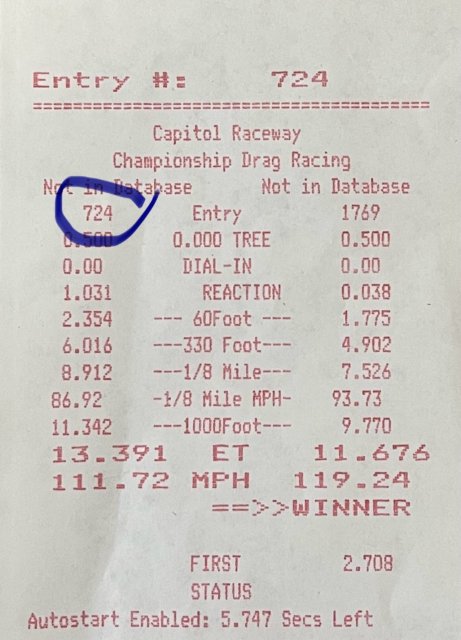 Entry #: 724
========================================
Capitol Raceway
Championship Drag Racing
Not in Database Not in Database
724 Entry 1769
0.500 0.000 TREE 0.500
0.00 DIAL-IN 0.00
1.031 REACTION 0.038
2.354 --- 60Foot --- 1.775
6.016 ---330 Foot--- 4.902
8.912 ---1/8 Mile--- 7.526
86.92 -1/8 Mile MPH- 93.73
11.342 ---1000Foot--- 9.770
13.391 ET 11.676
111.72 MPH 119.24
==>>WINNER
FIRST 2.708
STATUS
Autostart Enabled: 5.747 Secs Left